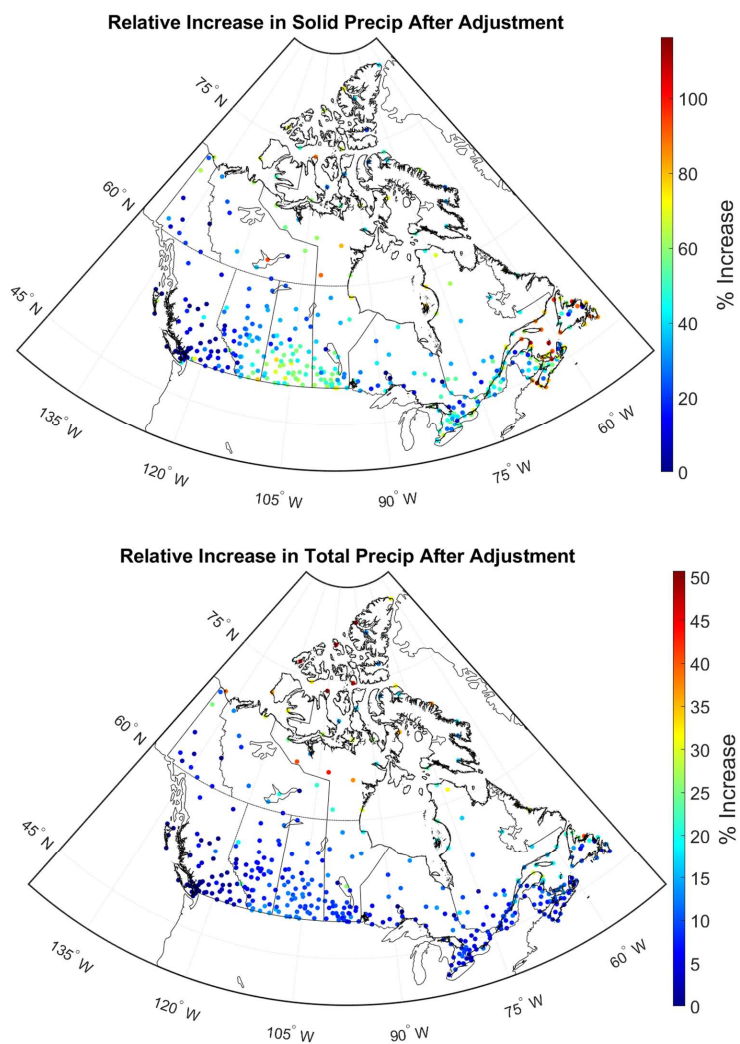 Relative Increase in Solid Precip After Adjustment
75° N
60° N
45° N
135° W
120° W
105° W
90° W
75° W
60° W
100
80
60
40
20
0
% Increase
Relative Increase in Total Precip After Adjustment
75° N
60° N
45° N
135° W
120° W
105° W
90° W
75° W
60° W
50
45
40
35
30
25
20
15
10
5
0
% Increase